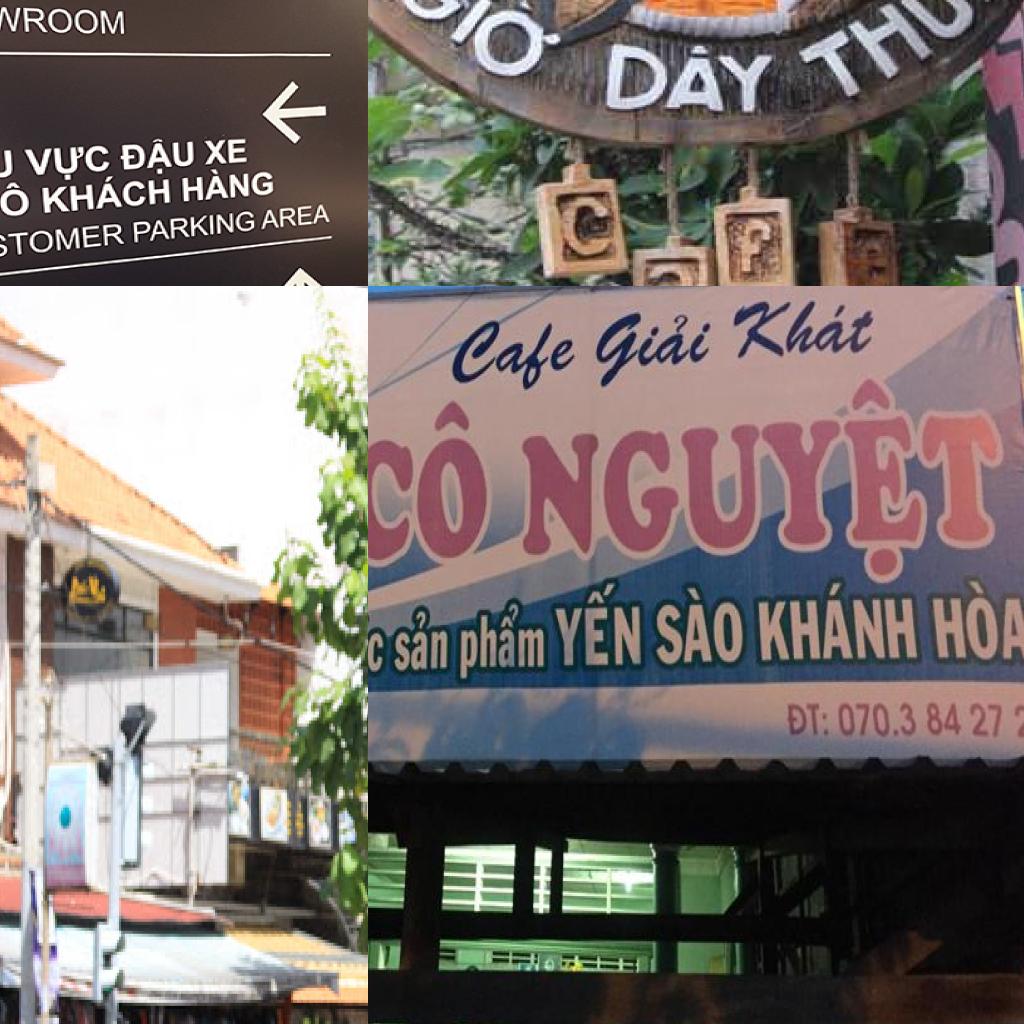 WROOM
U VỰC ĐẬU XE
Ô KHÁCH HÀNG
STOMER PARKING AREA
GIỜ DÂY THU
C
F
E
Cafe Giải Khát
CÔ NGUYỆT
c sản phẩm YẾN SÀO KHÁNH HÒA
ĐT: 070.3 84 27 2